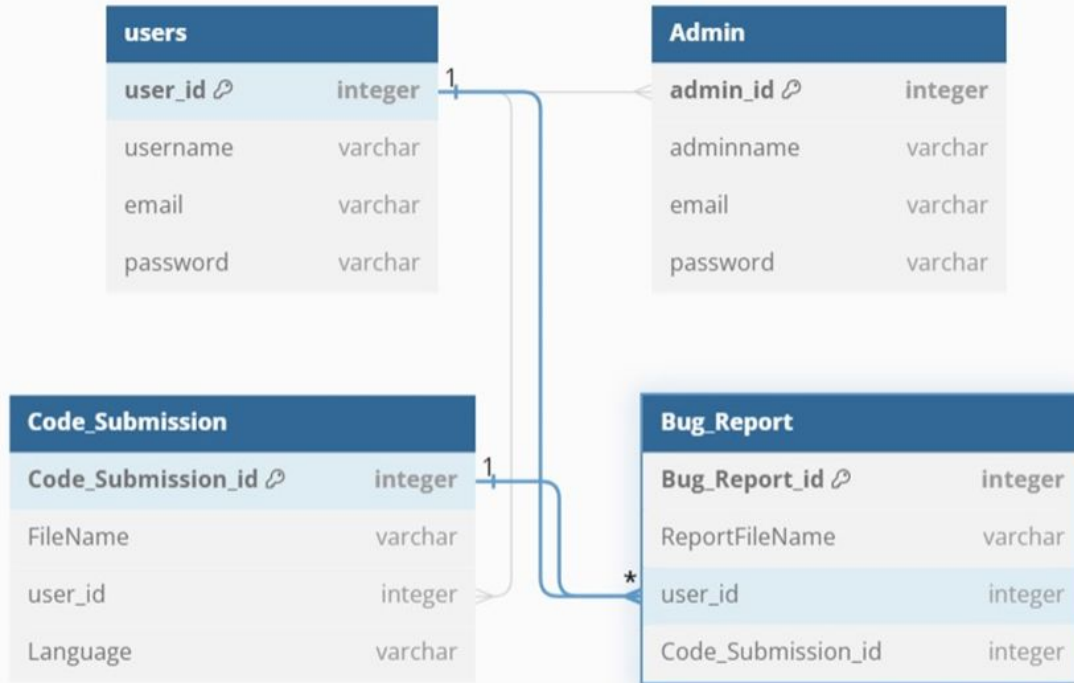 users
user_id integer
username varchar
email varchar
password varchar
1
Admin
admin_id integer
adminname varchar
email varchar
password varchar
Code_Submission
Code_Submission_id integer
FileName varchar
user_id integer
Language varchar
1
*
Bug_Report
Bug_Report_id integer
ReportFileName varchar
user_id integer
Code_Submission_id integer